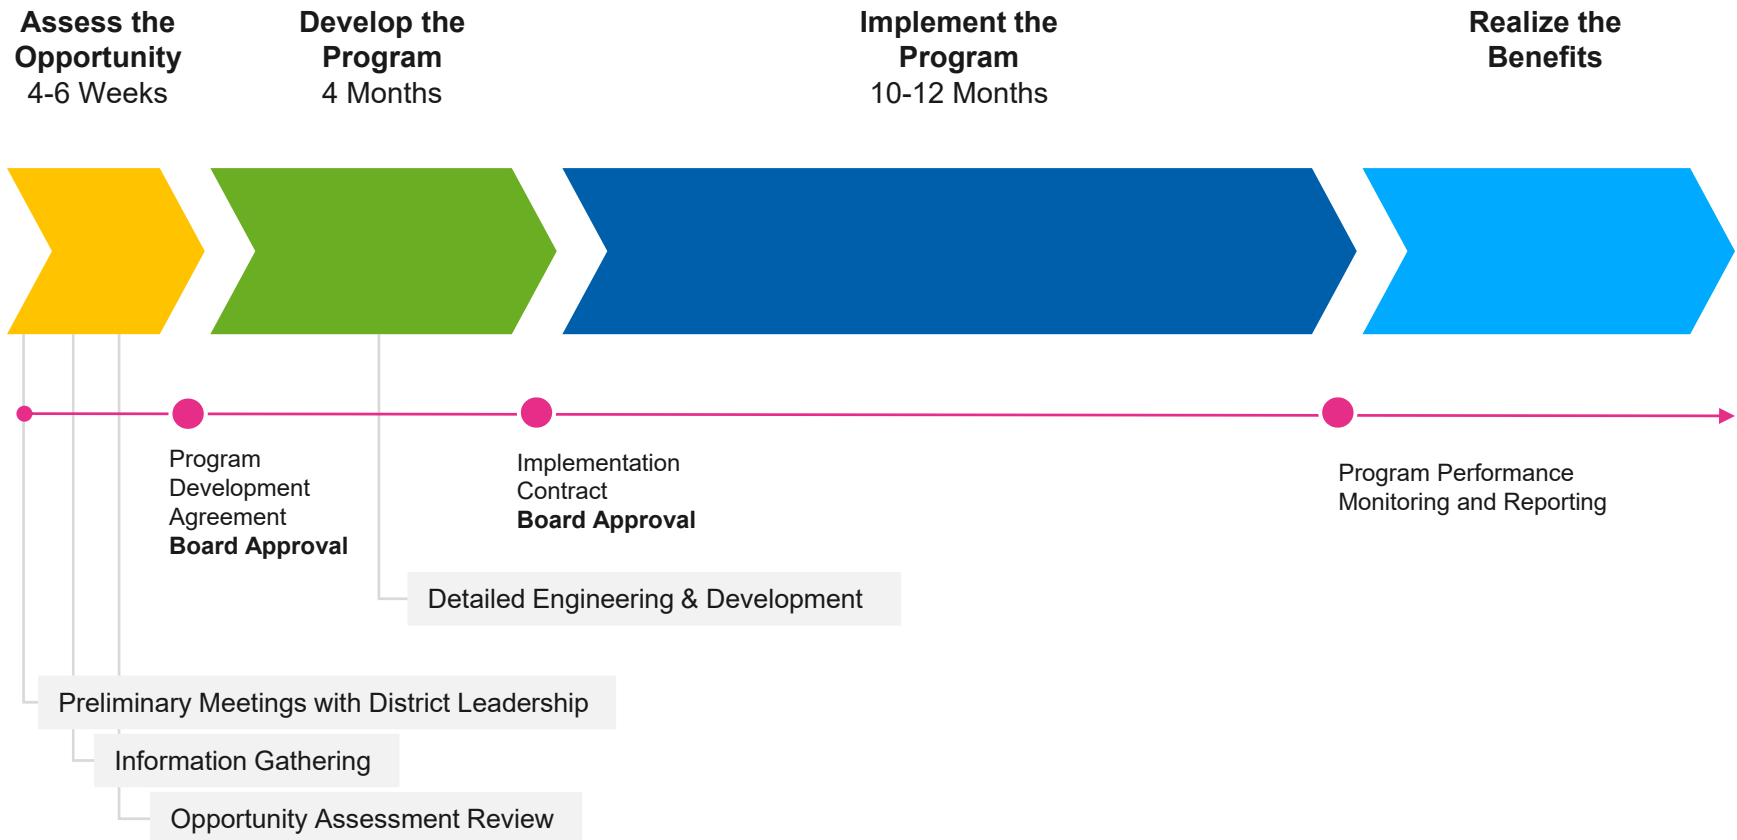 Assess the
Opportunity
4-6 Weeks
Develop the
Program
4 Months
Implement the
Program
10-12 Months
Realize the
Benefits
Program
Development
Agreement
Board Approval
Implementation
Contract
Board Approval
Program Performance
Monitoring and Reporting
Detailed Engineering & Development
Preliminary Meetings with District Leadership
Information Gathering
Opportunity Assessment Review